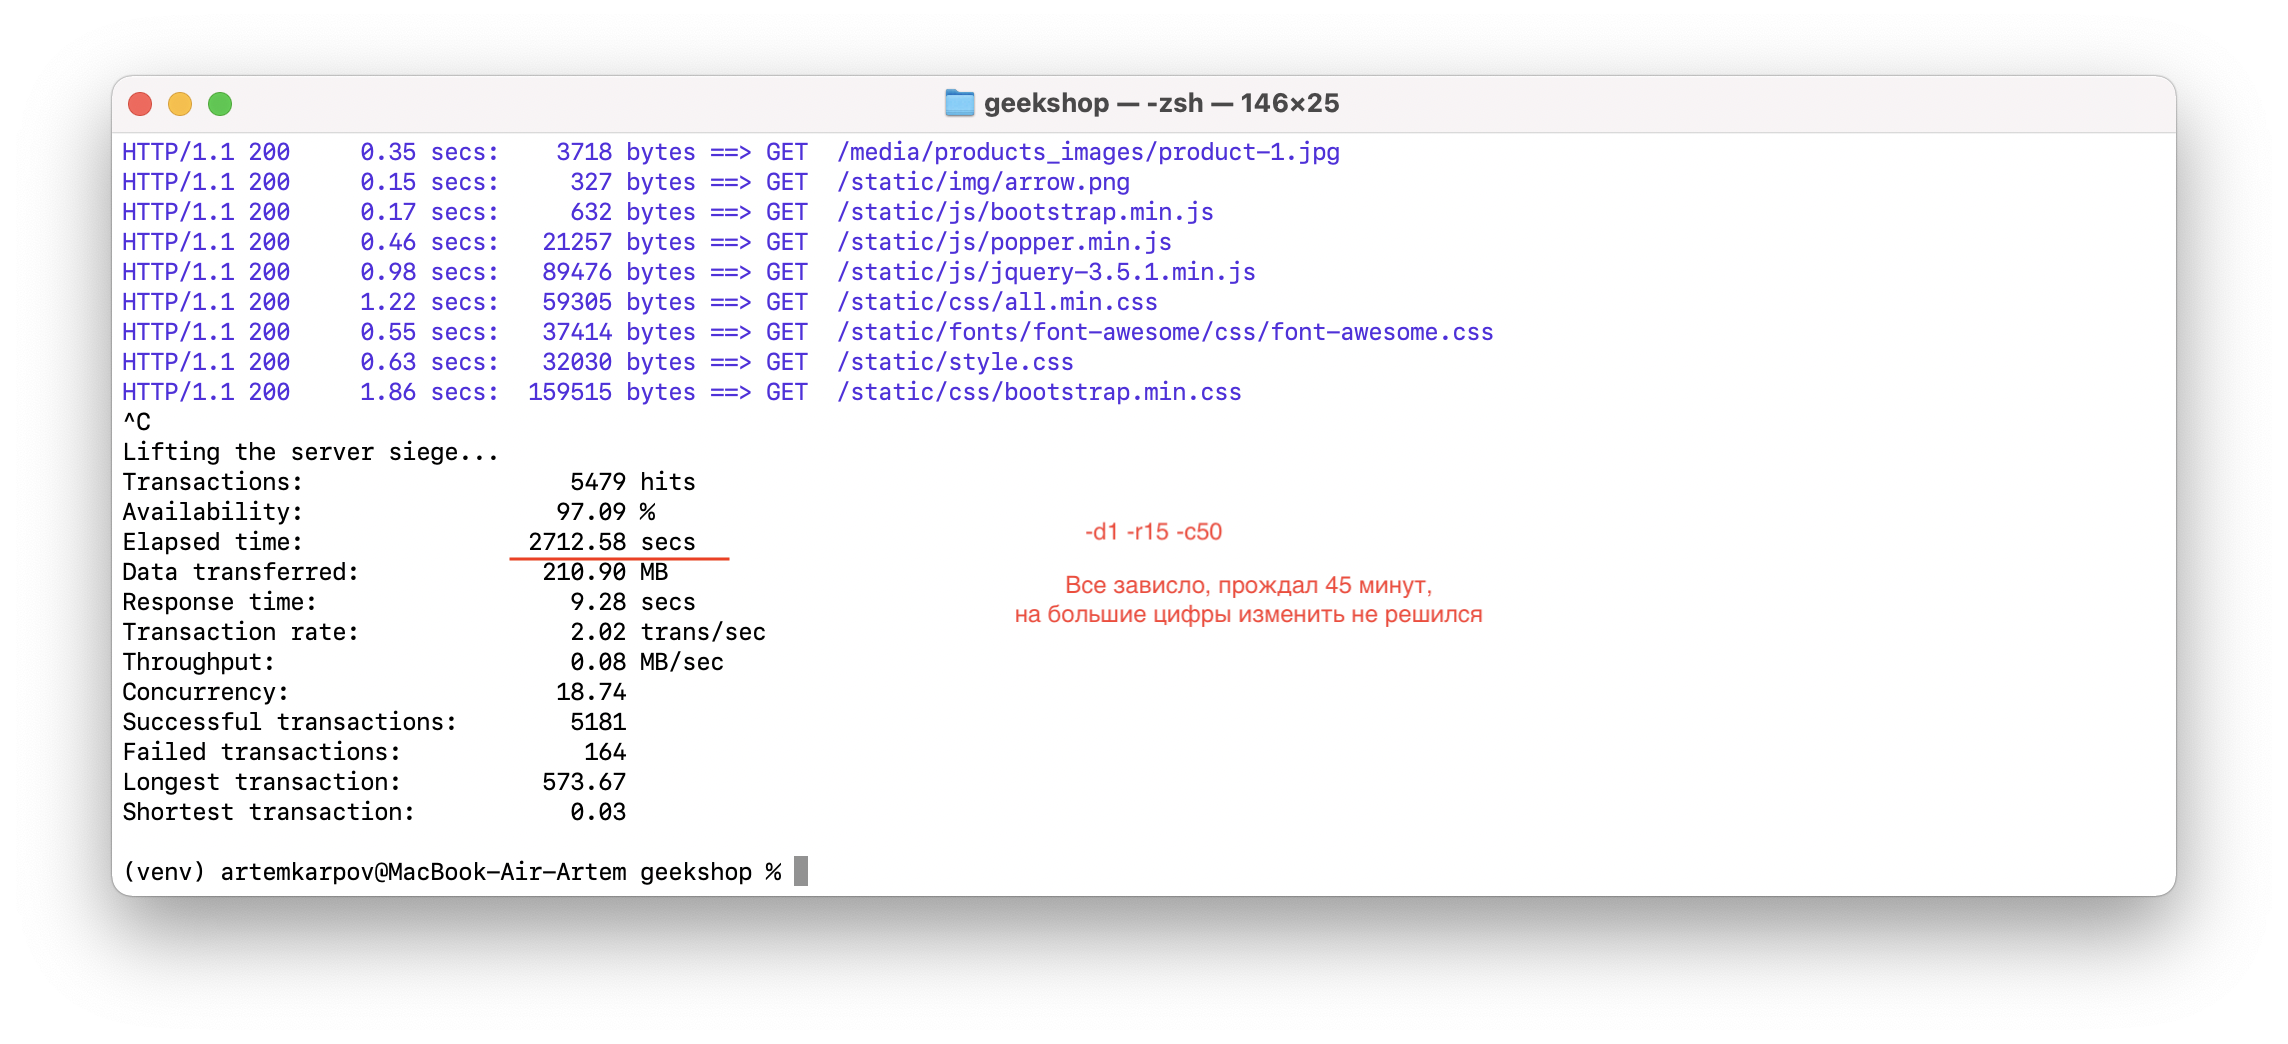 geekshop — -zsh — 146×25
HTTP/1.1 200     0.35 secs:    3718 bytes ==> GET  /media/products_images/product-1.jpg
HTTP/1.1 200     0.15 secs:     327 bytes ==> GET  /static/img/arrow.png
HTTP/1.1 200     0.17 secs:     632 bytes ==> GET  /static/js/bootstrap.min.js
HTTP/1.1 200     0.46 secs:   21257 bytes ==> GET  /static/js/popper.min.js
HTTP/1.1 200     0.98 secs:   89476 bytes ==> GET  /static/js/jquery-3.5.1.min.js
HTTP/1.1 200     1.22 secs:   59305 bytes ==> GET  /static/css/all.min.css
HTTP/1.1 200     0.55 secs:   37414 bytes ==> GET  /static/fonts/font-awesome/css/font-awesome.css
HTTP/1.1 200     0.63 secs:   32030 bytes ==> GET  /static/style.css
HTTP/1.1 200     1.86 secs:  159515 bytes ==> GET  /static/css/bootstrap.min.css
^C
Lifting the server siege...
Transactions:                   5479 hits
Availability:                  97.09 %
Elapsed time:                2712.58 secs
Data transferred:             210.90 MB
Response time:                  9.28 secs
Transaction rate:               2.02 trans/sec
Throughput:                     0.08 MB/sec
Concurrency:                   18.74
Successful transactions:        5181
Failed transactions:             164
Longest transaction:          573.67
Shortest transaction:           0.03
(venv) artemkarpov@MacBook-Air-Artem geekshop %
-d1 -r15 -c50
Все зависло, прождал 45 минут,
на большие цифры изменить не решился